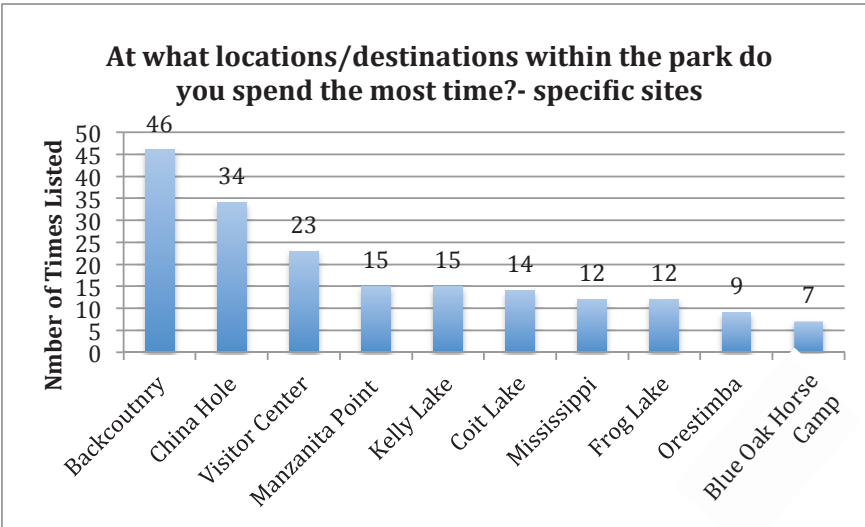 At what locations/destinations within the park do
you spend the most time?- specific sites
Nmber of Times Listed
50
45
40
35
30
25
20
15
10
5
0
46
34
23
15
15
14
12
12
9
7
Backcoutnry
China Hole
Visitor Center
Manzanita Point
Kelly Lake
Coit Lake
Mississippi
Frog Lake
Orestimba
Blue Oak Horse
Camp